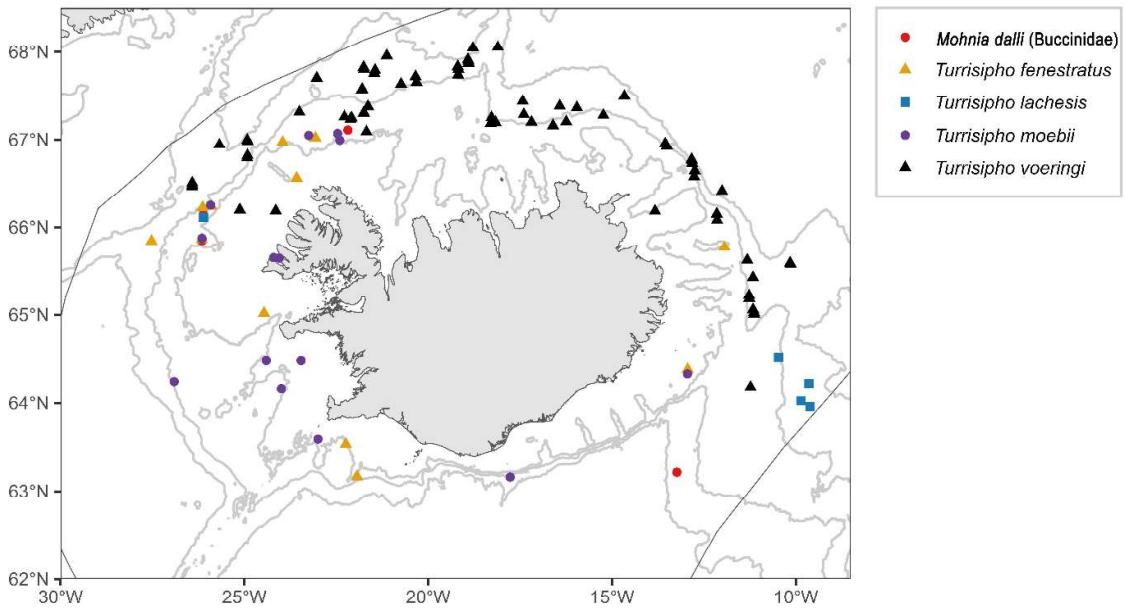 68°N
67°N
66°N
65°N
64°N
63°N
62°N
30°W 25°W 20°W 15°W 10°W
Mohnia dalli (Buccinidae)
Turrisipho fenestratus
Turrisipho lachesis
Turrisipho moebii
Turrisipho voeringi